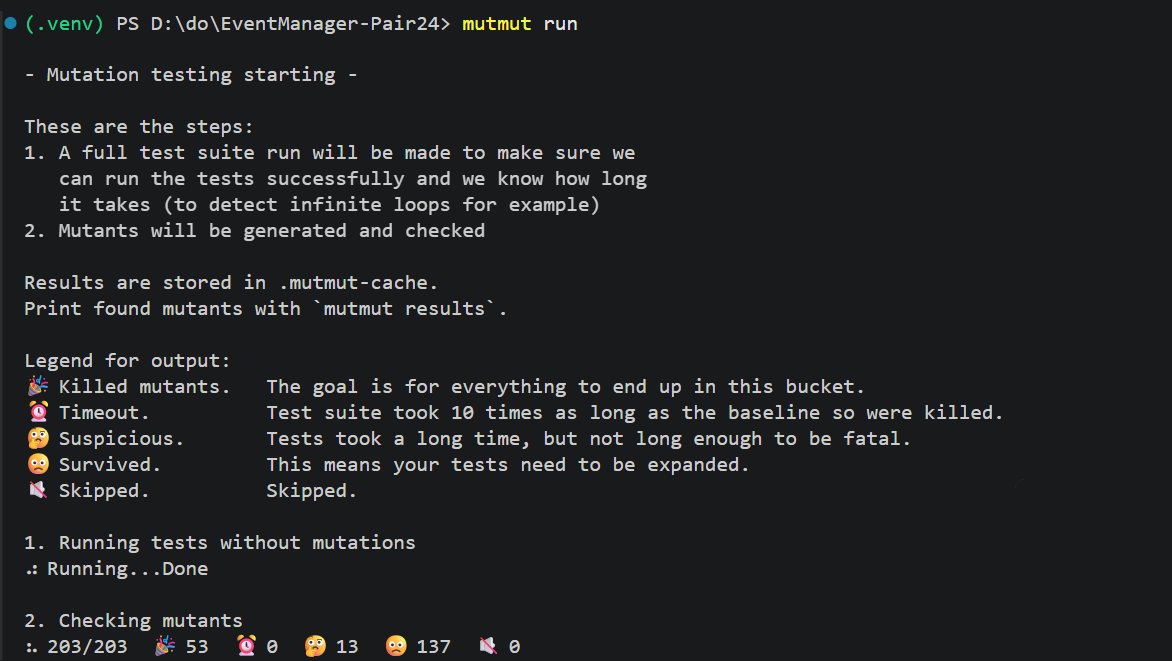 (.venv) PS D:\do\EventManager-Pair24> mutmut run
- Mutation testing starting -
These are the steps:
1. A full test suite run will be made to make sure we
can run the tests successfully and we know how long
it takes (to detect infinite loops for example)
2. Mutants will be generated and checked
Results are stored in .mutmut-cache.
Print found mutants with `mutmut results`.
Legend for output:
🎉 Killed mutants. The goal is for everything to end up in this bucket.
⏰ Timeout. Test suite took 10 times as long as the baseline so were killed.
🤔 Suspicious. Tests took a long time, but not long enough to be fatal.
🙁 Survived. This means your tests need to be expanded.
🔇 Skipped. Skipped.
1. Running tests without mutations
⠴ Running...Done
2. Checking mutants
⠦ 203/203 🎉 53 ⏰ 0 🤔 13 🙁 137 🔇 0